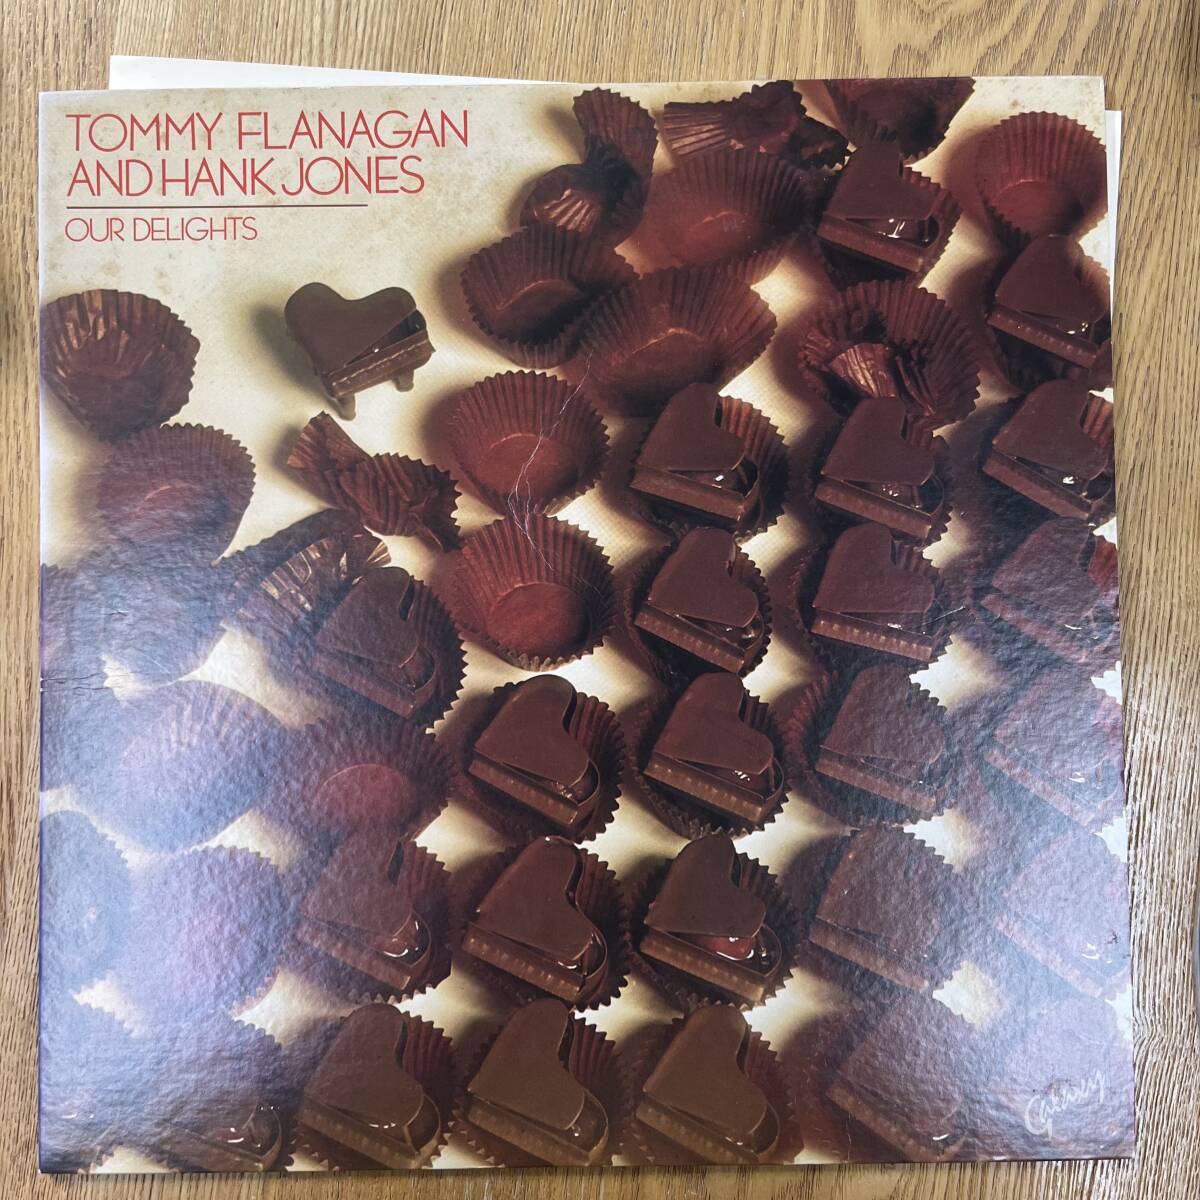 TOMMY FLANAGAN
AND HANK JONES
OUR DELIGHTS
Galaxy